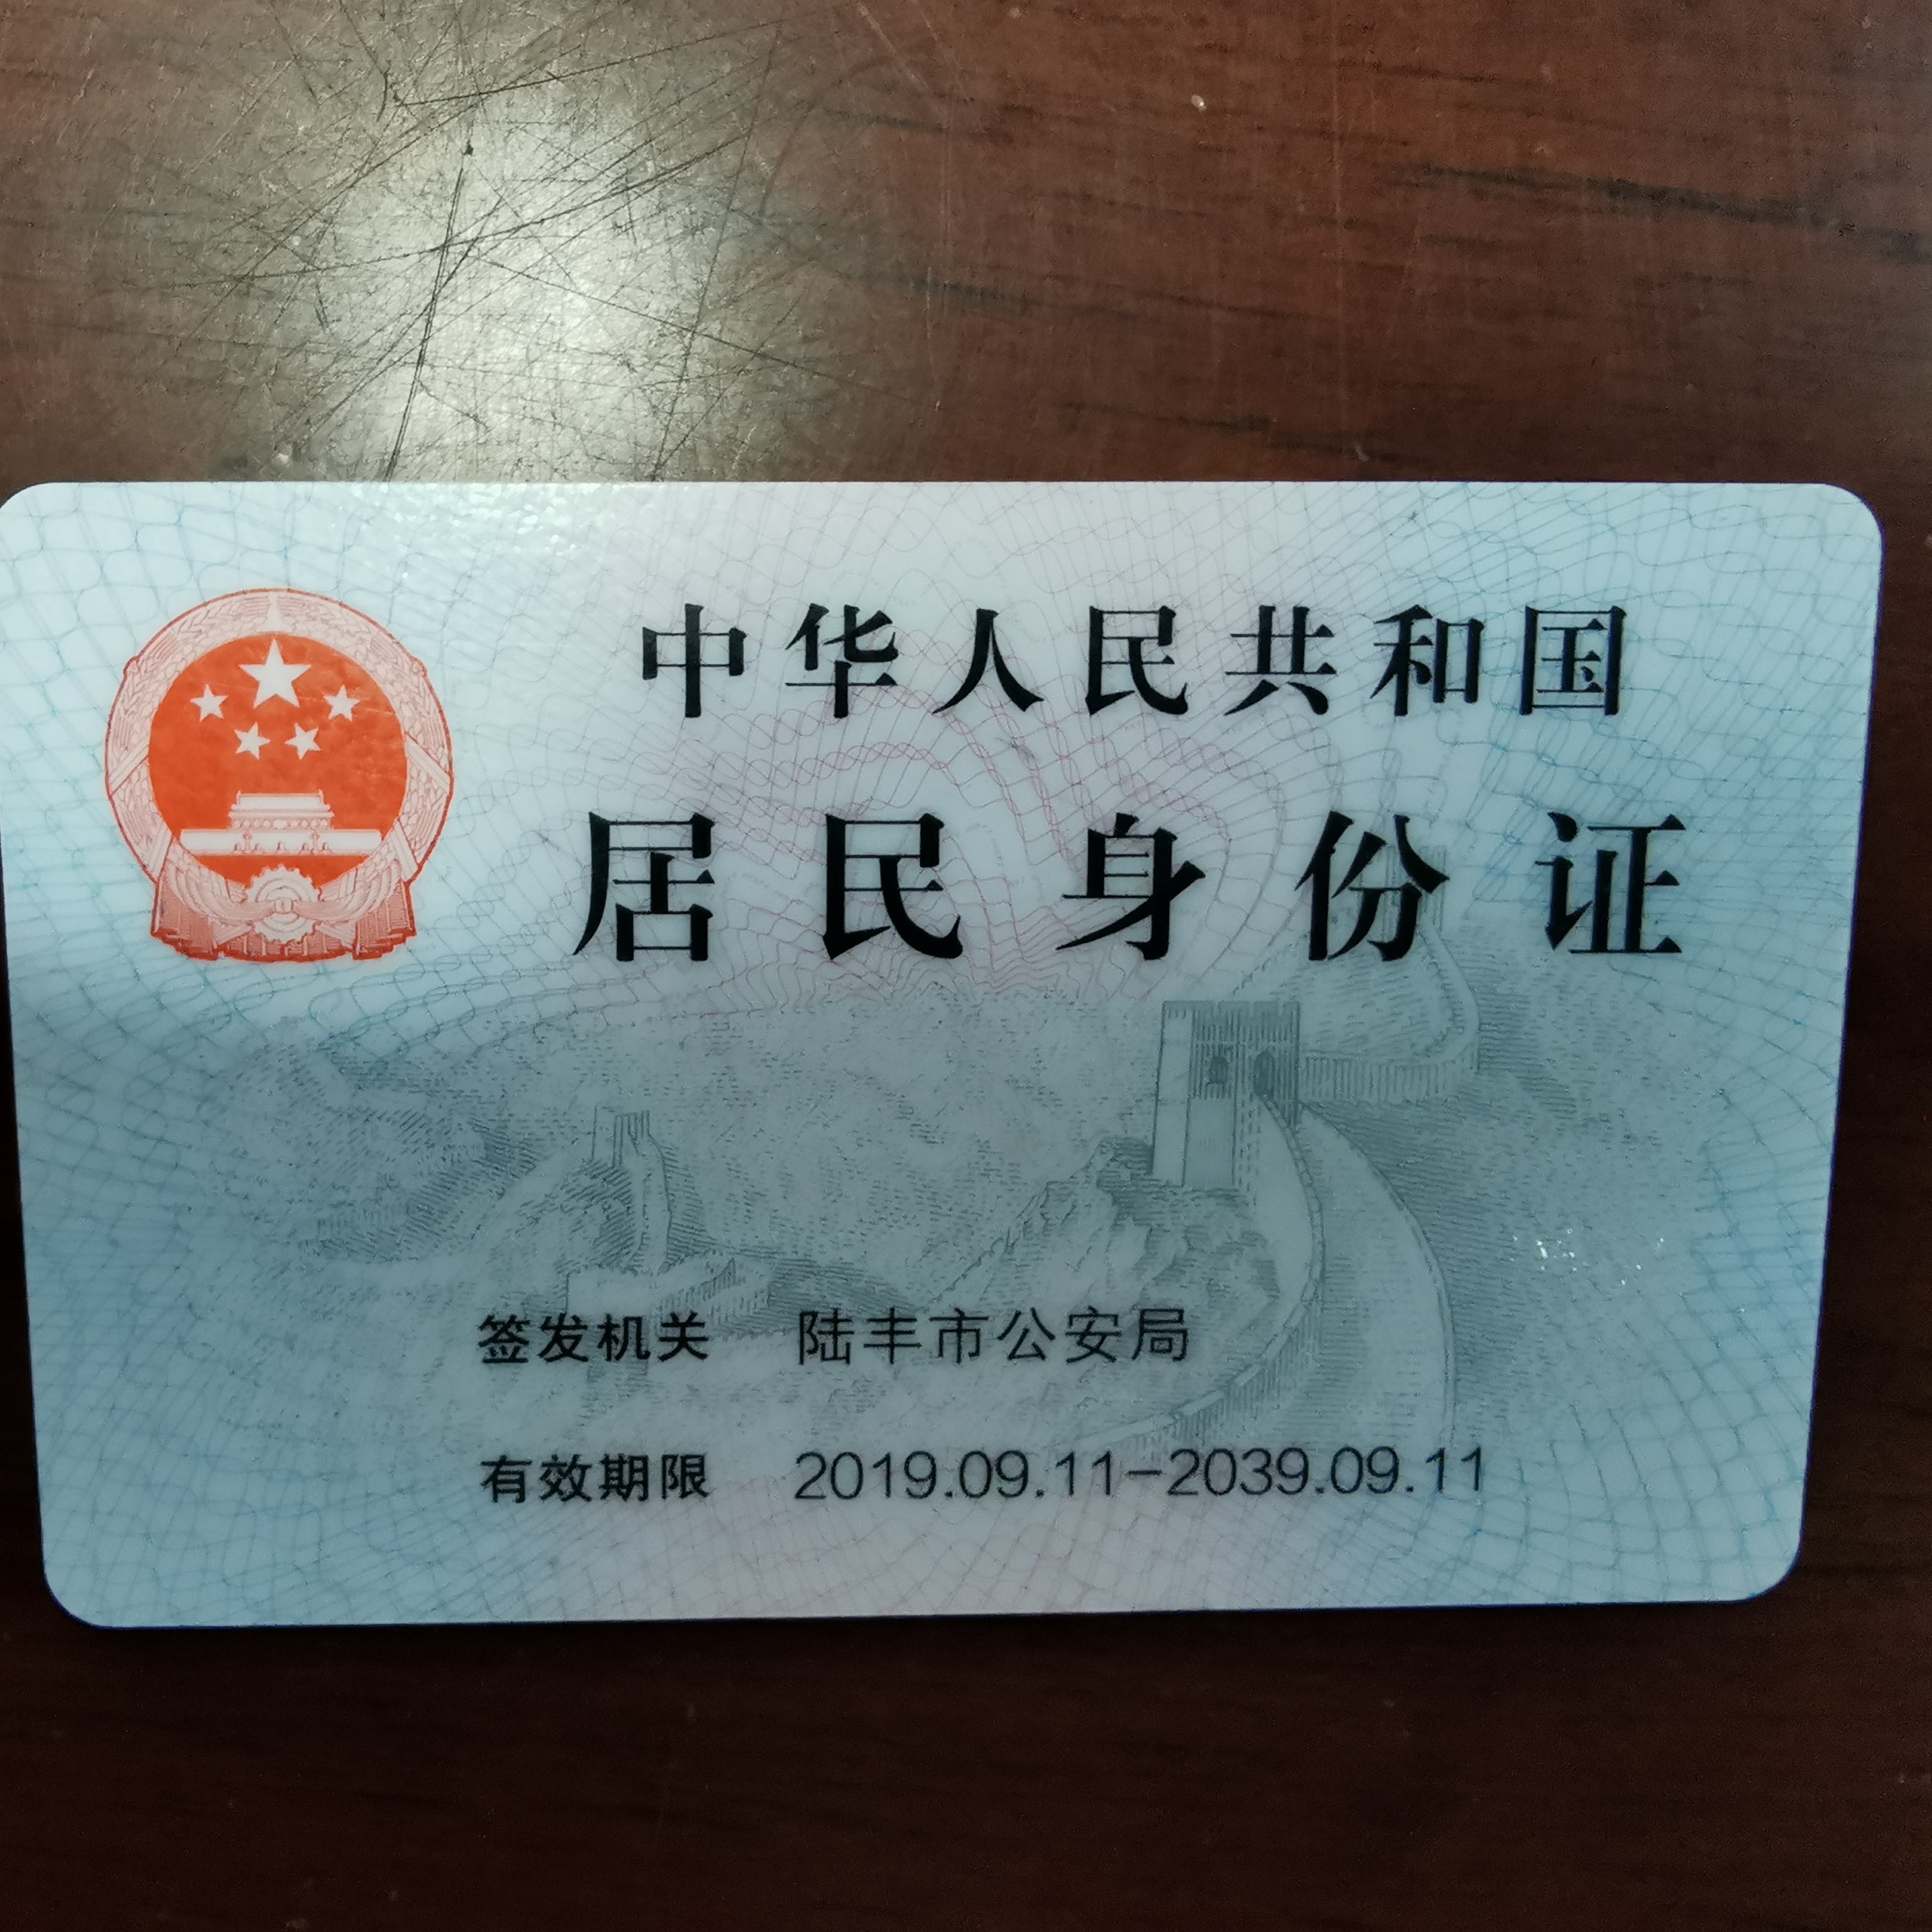 中华人民共和国
居民身份证
签发机关 陆丰市公安局
有效期限 2019.09.11-2039.09.11